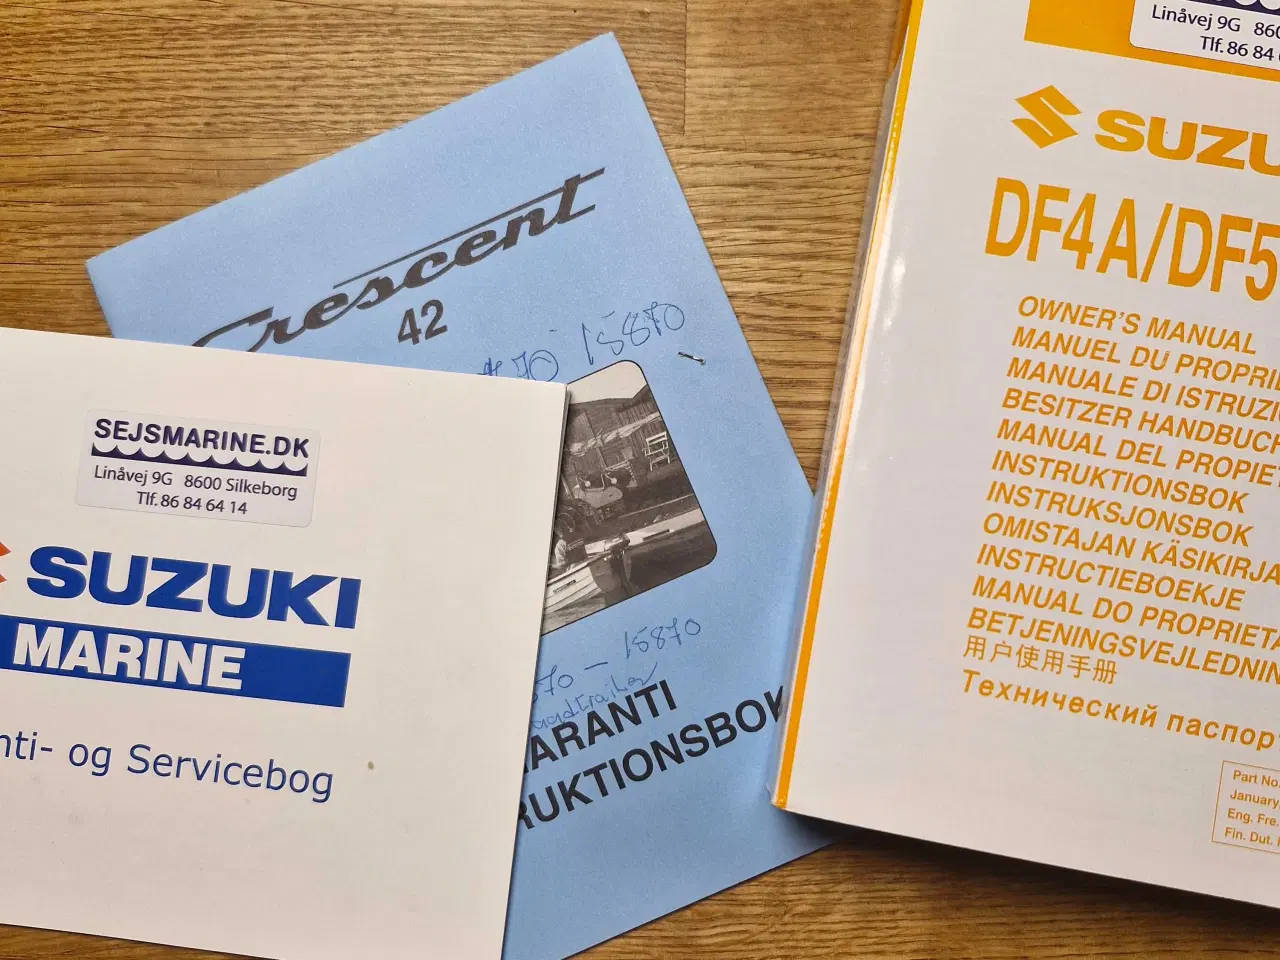 Crescent
42
70 15870
70 - 15870
ARANTI
RUKTIONSBOK
SEJSMARINE.DK
Linåvej 9G 8600 Silkeborg
Tlf. 86 84 64 14
SUZUKI
MARINE
nti- og Servicebog
Linåvej 9G 860
Tlf. 86 84
SUZU
DF4A/DF5
OWNER'S MANUAL
MANUEL DU PROPRI
MANUALE DI ISTRUZI
BESITZER HANDBUCH
MANUAL DEL PROPIET
INSTRUKTIONSBOK
INSTRUKSJONSBOK
OMISTAJAN KÄSIKIRJA
INSTRUCTIEBOEKJE
MANUAL DO PROPRIETA
BETJENINGSVEJLEDNIN
用户使用手册
Технический паспор
Part No.
January
Eng. Fre.
Fin. Dut.